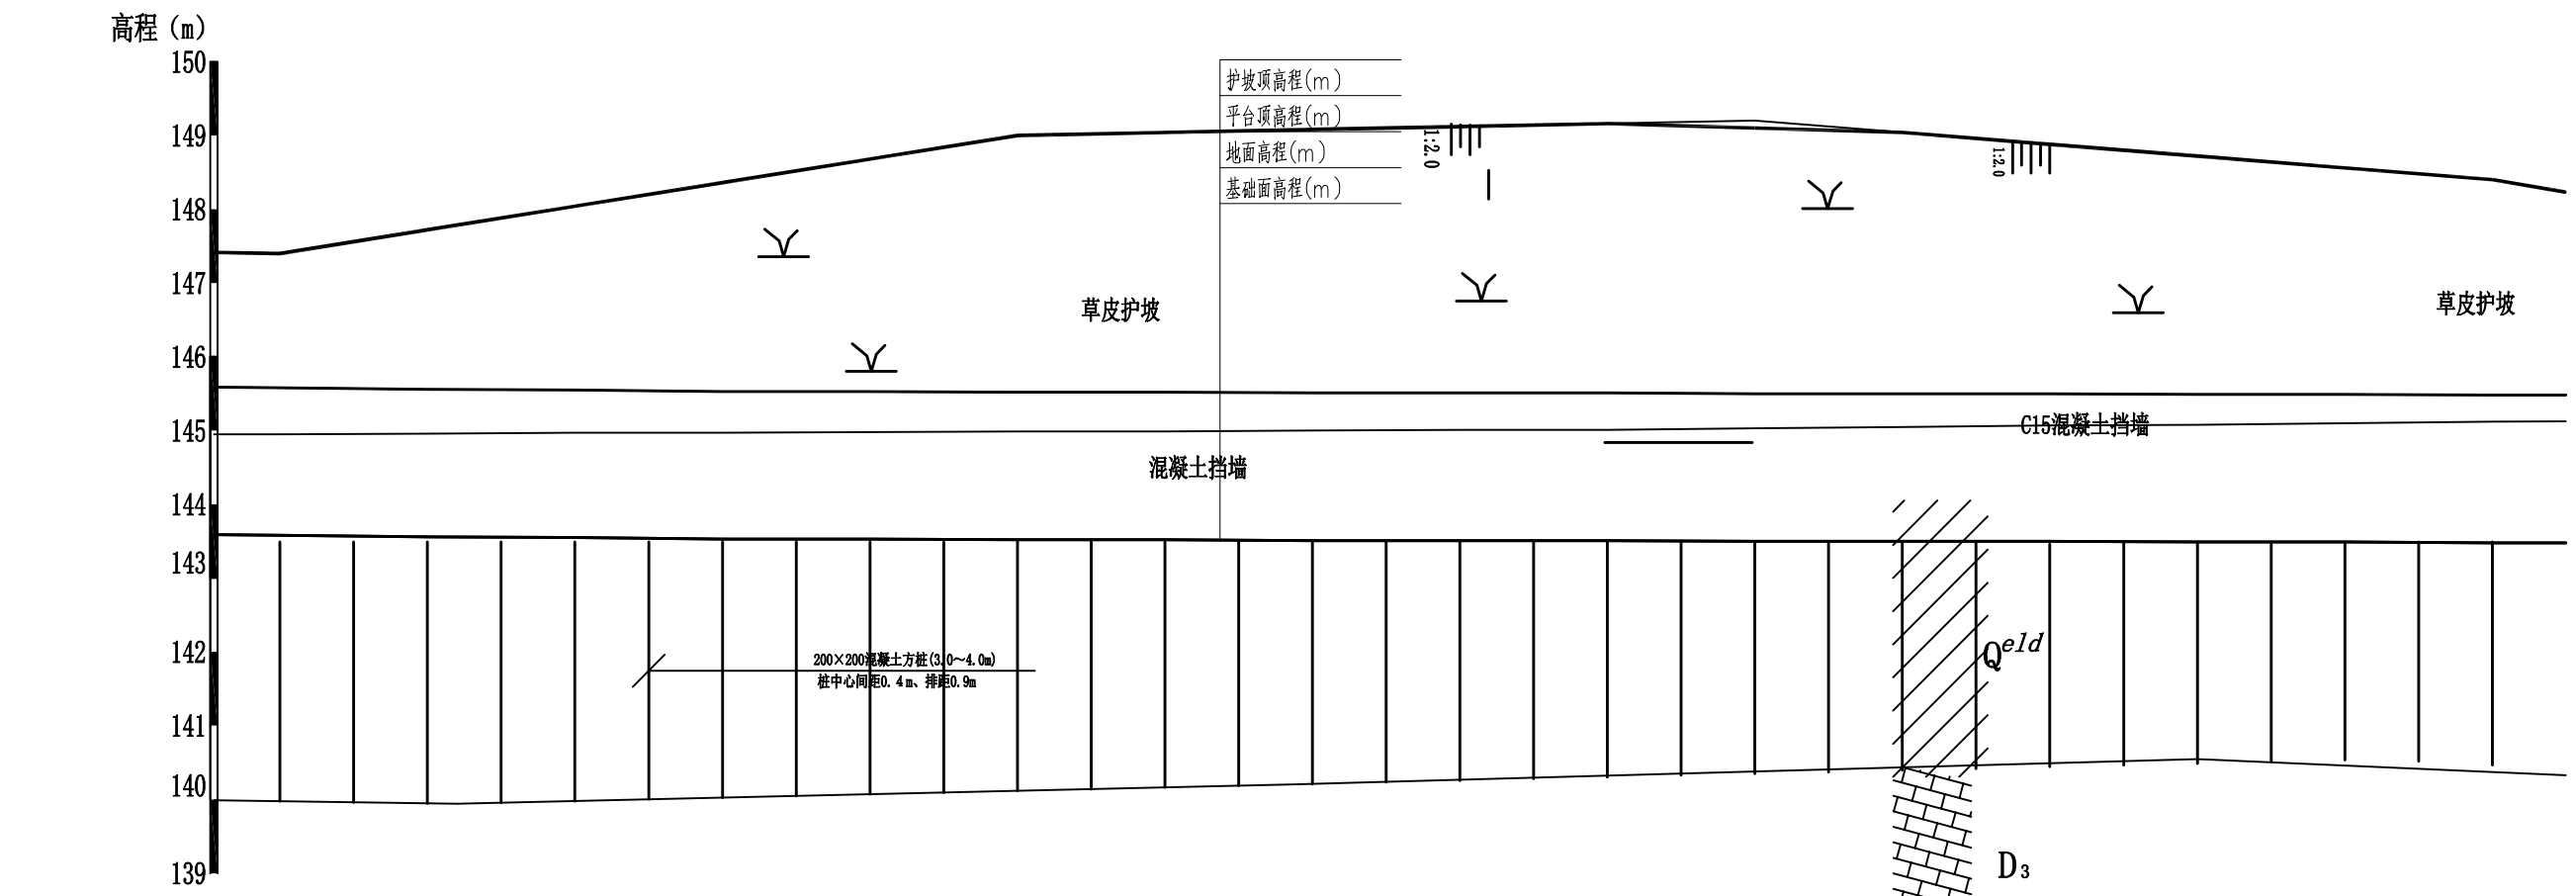 高程（m）
150
149
148
147
146
145
144
143
142
141
140
139
护坡顶高程(m)
平台顶高程(m)
地面高程(m)
基础面高程(m)
1:2.0
1:2.0
草皮护坡
草皮护坡
C15混凝土挡墙
混凝土挡墙
200×200混凝土方桩(3.0～4.0m)
桩中心间距0.4m、排距0.9m
Qeld
D3